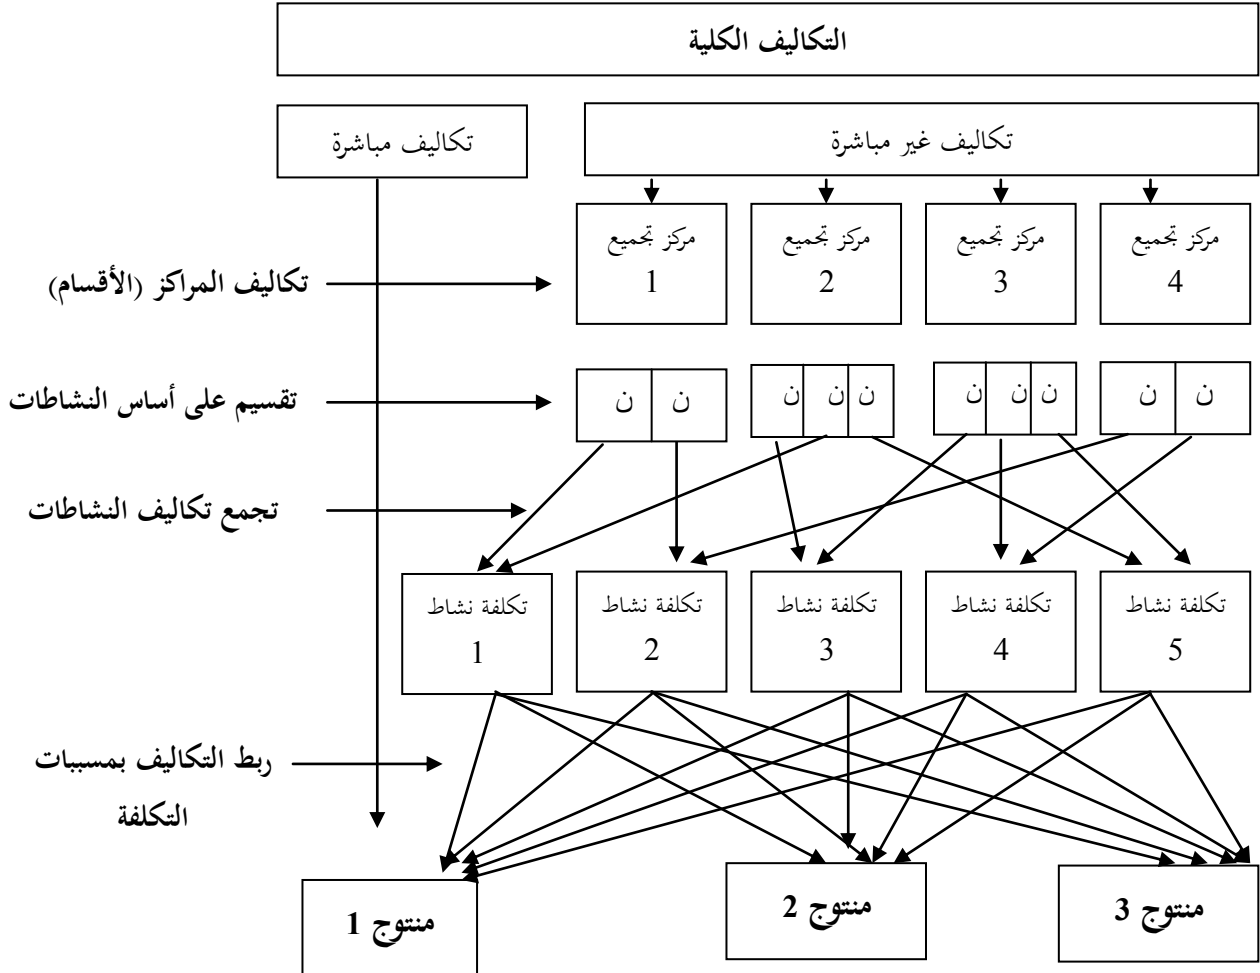 التكاليف الكلية
تكاليف مباشرة
تكاليف غير مباشرة
مركز تجميع
1
مركز تجميع
2
مركز تجميع
3
مركز تجميع
4
تكاليف المراكز (الأقسام)
تقسيم على أساس النشاطات
ن
ن
ن
ن
ن
ن
ن
ن
ن
ن
تجمع تكاليف النشاطات
تكلفة نشاط
1
تكلفة نشاط
2
تكلفة نشاط
3
تكلفة نشاط
4
تكلفة نشاط
5
ربط التكاليف بمسببات
التكلفة
منتوج 1
منتوج 2
منتوج 3